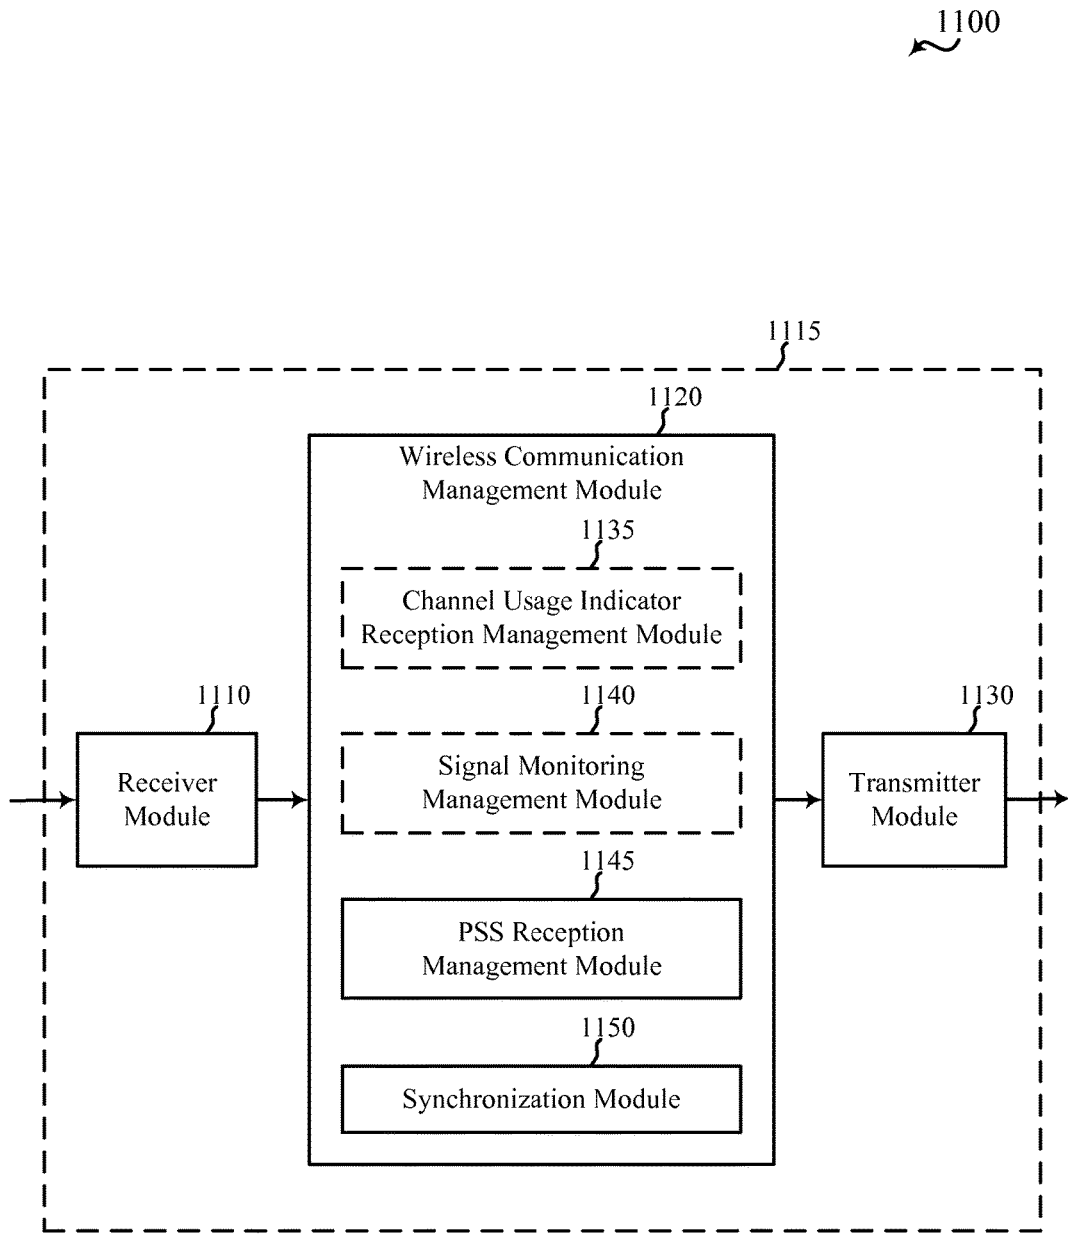 1100
1115
1120
Wireless Communication
Management Module
1135
Channel Usage Indicator
Reception Management Module
1110
Receiver
Module
1140
Signal Monitoring
Management Module
1130
Transmitter
Module
1145
PSS Reception
Management Module
1150
Synchronization Module